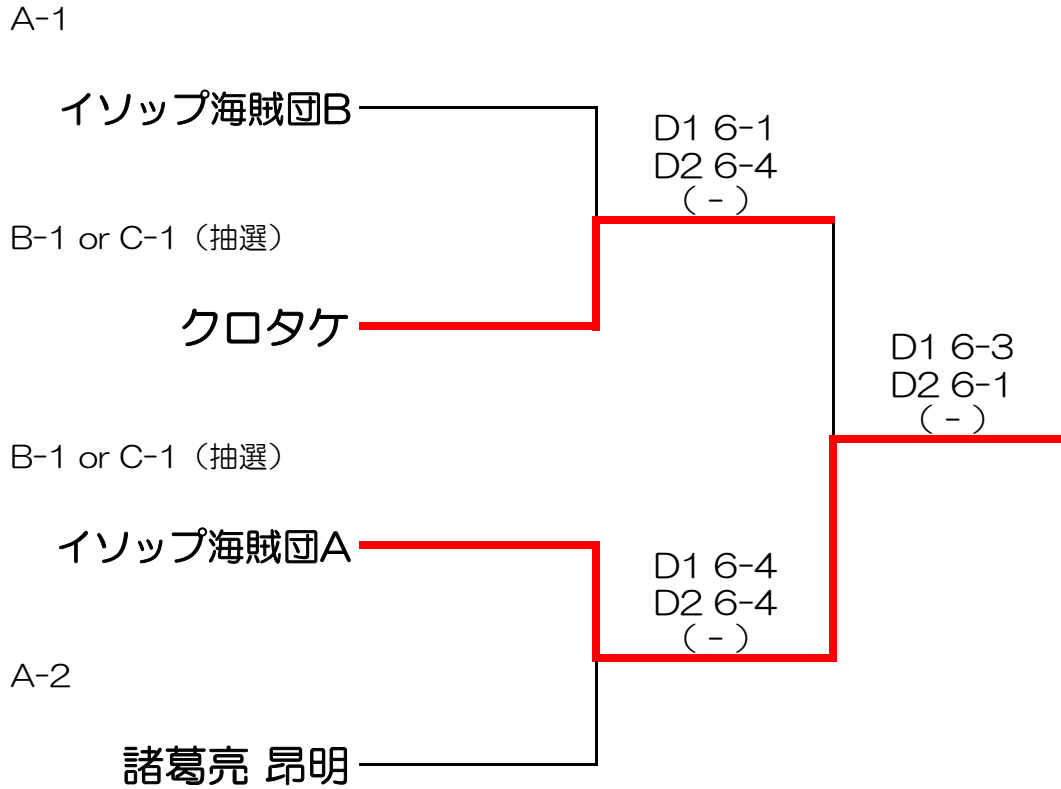 A-1
イソップ海賊団B
D1 6-1
D2 6-4
( - )
B-1 or C-1（抽選）
クロタケ
D1 6-3
D2 6-1
( - )
B-1 or C-1（抽選）
イソップ海賊団A
D1 6-4
D2 6-4
( - )
A-2
諸葛亮 昂明